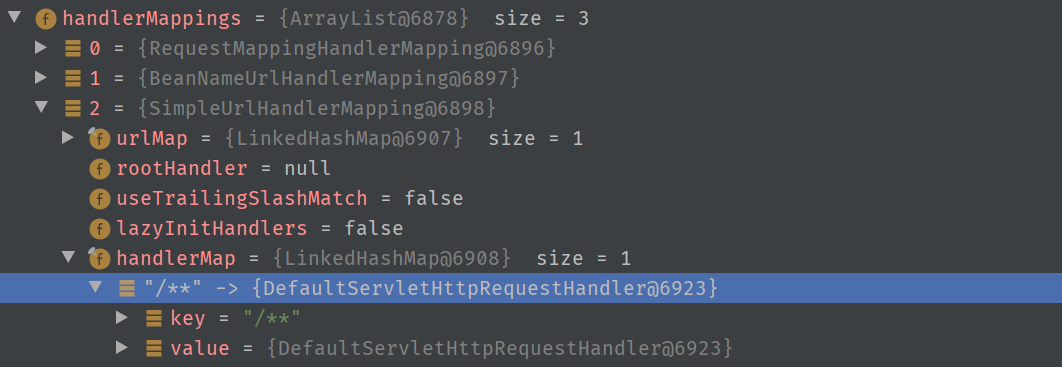 handlerMappings = {ArrayList@6878} size = 3
0 = {RequestMappingHandlerMapping@6896}
1 = {BeanNameUrlHandlerMapping@6897}
2 = {SimpleUrlHandlerMapping@6898}
urlMap = {LinkedHashMap@6907} size = 1
rootHandler = null
useTrailingSlashMatch = false
lazyInitHandlers = false
handlerMap = {LinkedHashMap@6908} size = 1
"/**" -> {DefaultServletHttpRequestHandler@6923}
key = "/**"
value = {DefaultServletHttpRequestHandler@6923}